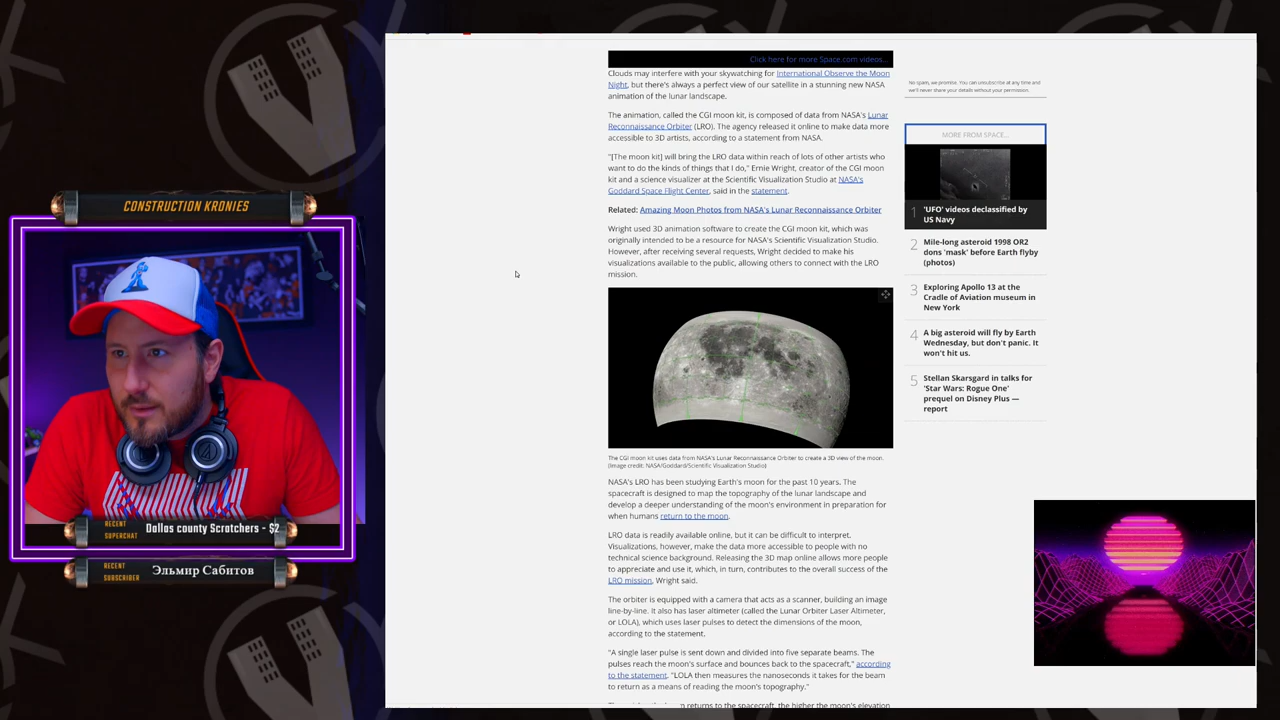 CONSTRUCTION KRONIES
RECENT SUPERCHAT
Dallas county Scratchers - $2
RECENT SUBSCRIBER
Эльмир Сабитов
Click here for more Space.com videos...
Clouds may interfere with your skywatching for International Observe the Moon
Night, but there's always a perfect view of our satellite in a stunning new NASA
animation of the lunar landscape.
The animation, called the CGI moon kit, is composed of data from NASA's Lunar
Reconnaissance Orbiter (LRO). The agency released it online to make data more
accessible to 3D artists, according to a statement from NASA.
"[The moon kit] will bring the LRO data within reach of lots of other artists who
want to do the kinds of things that I do," Ernie Wright, creator of the CGI moon
kit and a science visualizer at the Scientific Visualization Studio at NASA's
Goddard Space Flight Center, said in the statement.
Related: Amazing Moon Photos from NASA's Lunar Reconnaissance Orbiter
Wright used 3D animation software to create the CGI moon kit, which was
originally intended to be a resource for NASA's Scientific Visualization Studio.
However, after receiving several requests, Wright decided to make his
visualizations available to the public, allowing others to connect with the LRO
mission.
The CGI moon kit uses data from NASA's Lunar Reconnaissance Orbiter to create a 3D view of the moon.
(Image credit: NASA/Goddard/Scientific Visualization Studio)
NASA's LRO has been studying Earth's moon for the past 10 years. The
spacecraft is designed to map the topography of the lunar landscape and
develop a deeper understanding of the moon's environment in preparation for
when humans return to the moon.
LRO data is readily available online, but it can be difficult to interpret.
Visualizations, however, make the data more accessible to people with no
technical science background. Releasing the 3D map online allows more people
to appreciate and use it, which, in turn, contributes to the overall success of the
LRO mission, Wright said.
The orbiter is equipped with a camera that acts as a scanner, building an image
line-by-line. It also has laser altimeter (called the Lunar Orbiter Laser Altimeter,
or LOLA), which uses laser pulses to detect the dimensions of the moon,
according to the statement.
"A single laser pulse is sent down and divided into five separate beams. The
pulses reach the moon's surface and bounces back to the spacecraft," according
to the statement. "LOLA then measures the nanoseconds it takes for the beam
to return as a means of reading the moon's topography."
returns to the spacecraft, the higher the moon's elevation
No spam, we promise. You can unsubscribe at any time and
we'll never share your details without your permission.
MORE FROM SPACE...
1 'UFO' videos declassified by
US Navy
2 Mile-long asteroid 1998 OR2
dons 'mask' before Earth flyby
(photos)
3 Exploring Apollo 13 at the
Cradle of Aviation museum in
New York
4 A big asteroid will fly by Earth
Wednesday, but don't panic. It
won't hit us.
5 Stellan Skarsgard in talks for
'Star Wars: Rogue One'
prequel on Disney Plus —
report